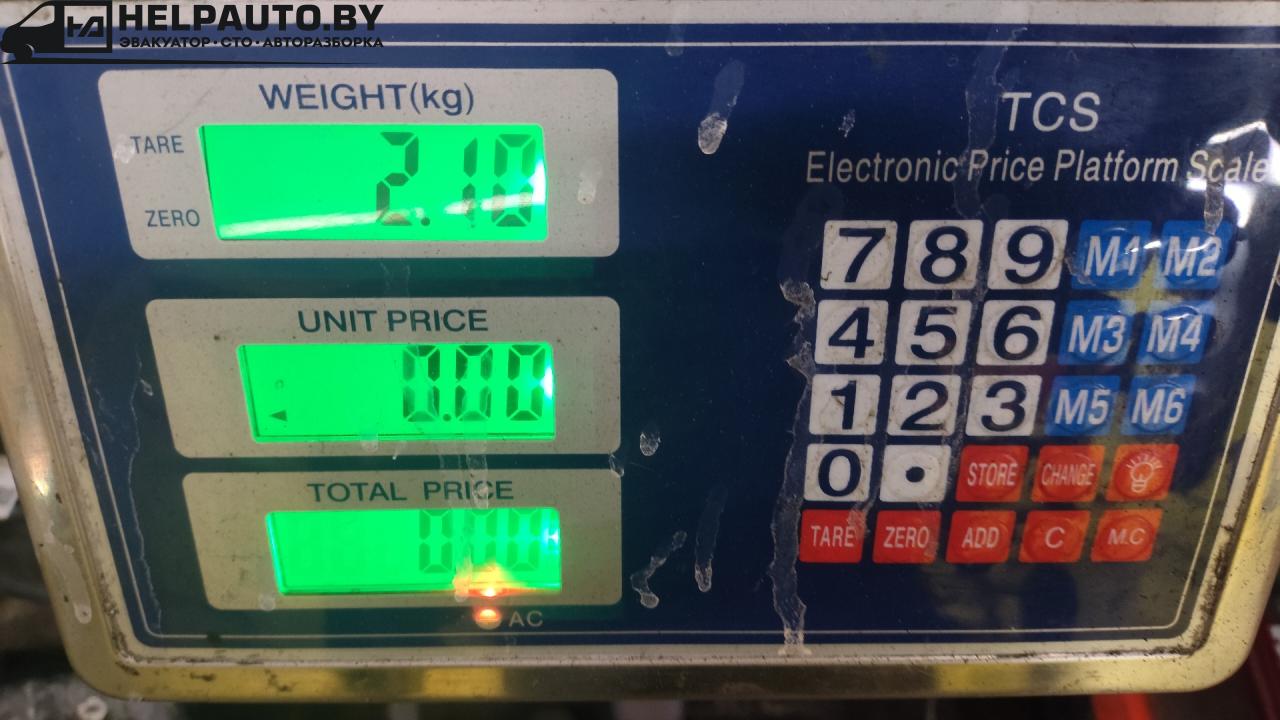 HELPAUTO.BY
ЭВАКУАТОР·СТО·АВТОРАЗБОРКА
WEIGHT(kg)
TARE
2.10
ZERO
UNIT PRICE
0.00
TOTAL PRICE
0.00
AC
TCS
Electronic Price Platform Scale
7 8 9 M1 M2
4 5 6 M3 M4
1 2 3 M5 M6
0 • STORE CHANGE
TARE ZERO ADD C M.C